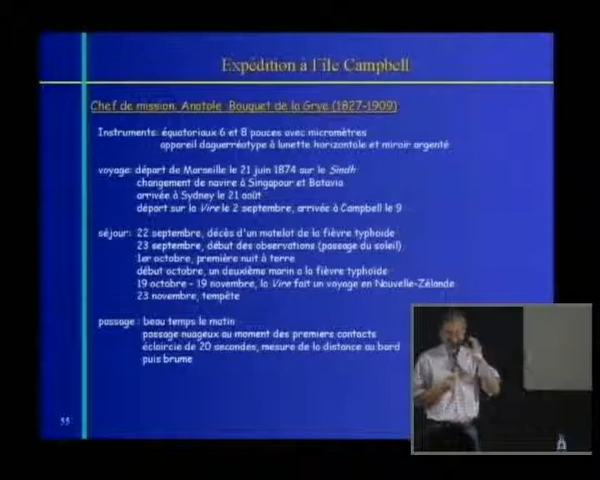 Expédition à l'île Campbell
Chef de mission: Anatole Bouquet de la Grye (1827-1909)
Instruments: équatoriaux 6 et 8 pouces avec micromètres
appareil daguerréotype à lunette horizontale et miroir argenté
voyage: départ de Marseille le 21 juin 1874 sur le Sindh
changement de navire à Singapour et Batavia
arrivée à Sydney le 21 août
départ sur la Vire le 2 septembre, arrivée à Campbell le 9
séjour: 22 septembre, décès d'un matelot de la fièvre typhoïde
23 septembre, début des observations (passage du soleil)
1er octobre, première nuit à terre
début octobre, un deuxième marin a la fièvre typhoïde
19 octobre - 19 novembre, la Vire fait un voyage en Nouvelle-Zélande
23 novembre, tempête
passage : beau temps le matin
passage nuageux au moment des premiers contacts
éclaircie de 20 secondes, mesure de la distance au bord
puis brume
55